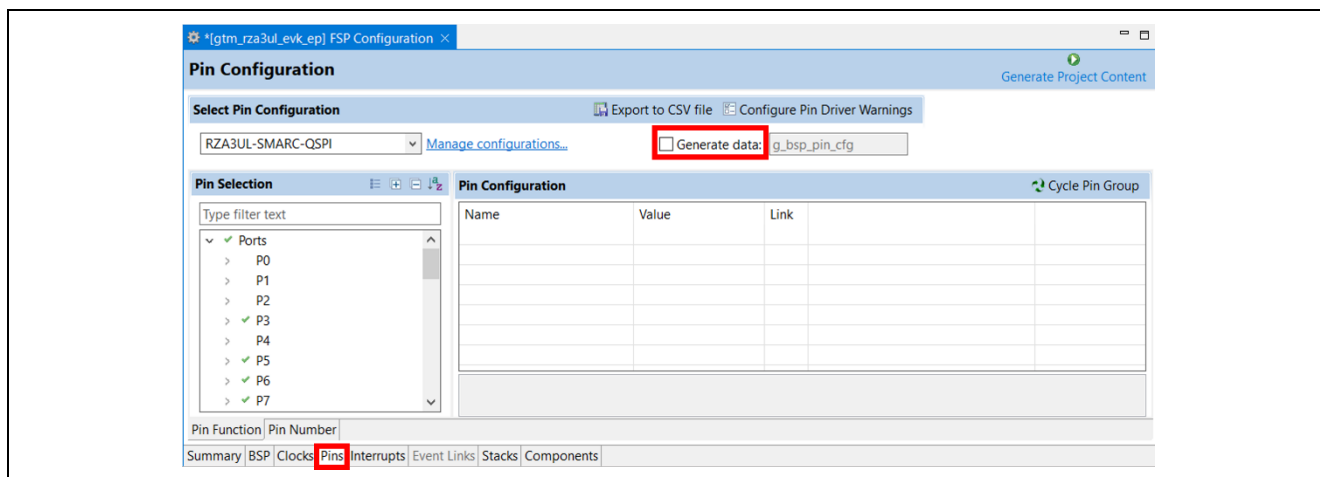 *[gtm_rza3ul_evk_ep] FSP Configuration
Pin Configuration
Generate Project Content
Select Pin Configuration
Export to CSV file
Configure Pin Driver Warnings
RZA3UL-SMARC-QSPI
Manage configurations...
Generate data:
g_bsp_pin_cfg
Pin Selection
Type filter text
Ports
P0
P1
P2
P3
P4
P5
P6
P7
Pin Configuration
Cycle Pin Group
Name Value Link
Pin Function Pin Number
Summary BSP Clocks Pins Interrupts Event Links Stacks Components